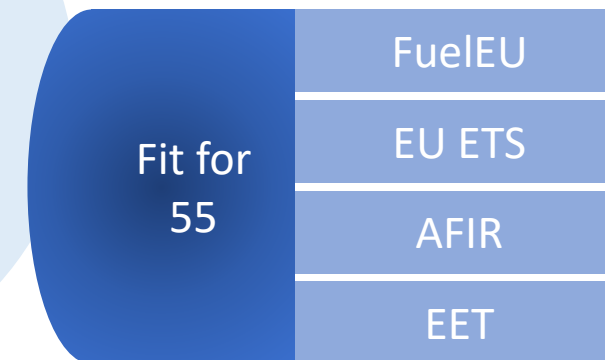 Fit for
55
FuelEU
EU ETS
AFIR
EET